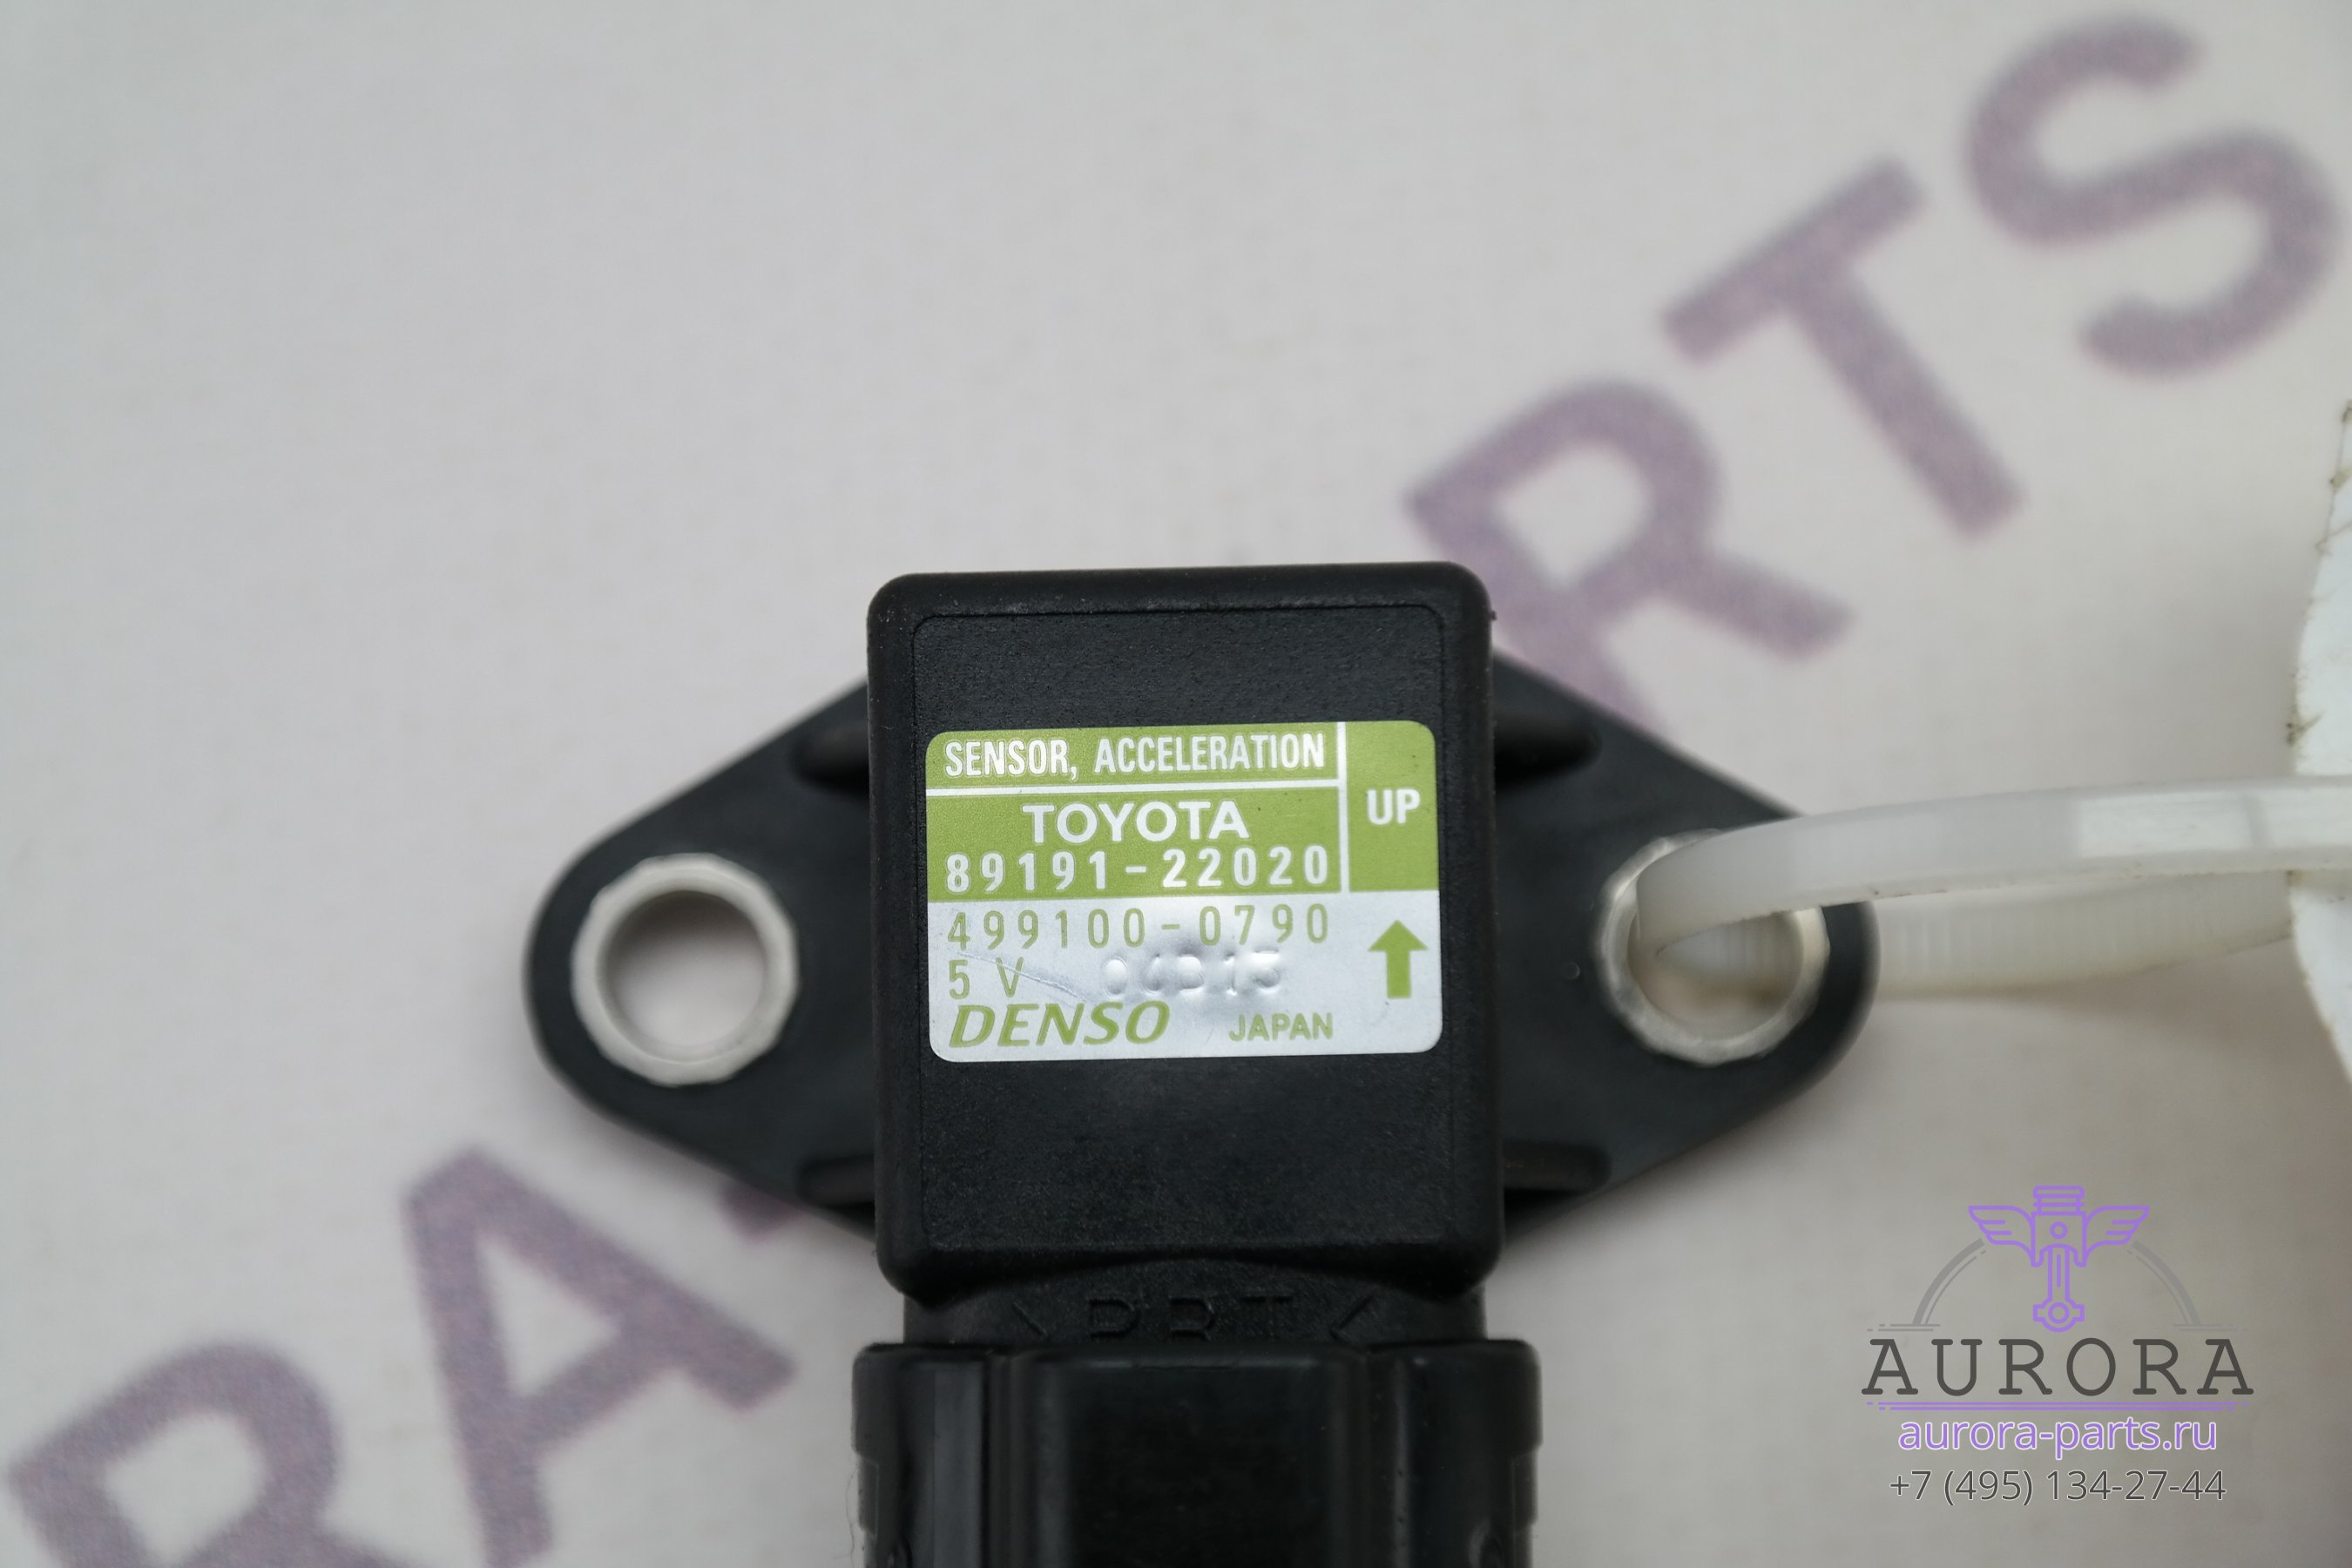 PARTS
SENSOR, ACCELERATION
UP
TOYOTA
89191-22020
499100-0790
5 V
DENSO JAPAN
AURORA
aurora-parts.ru
+7 (495) 134-27-44